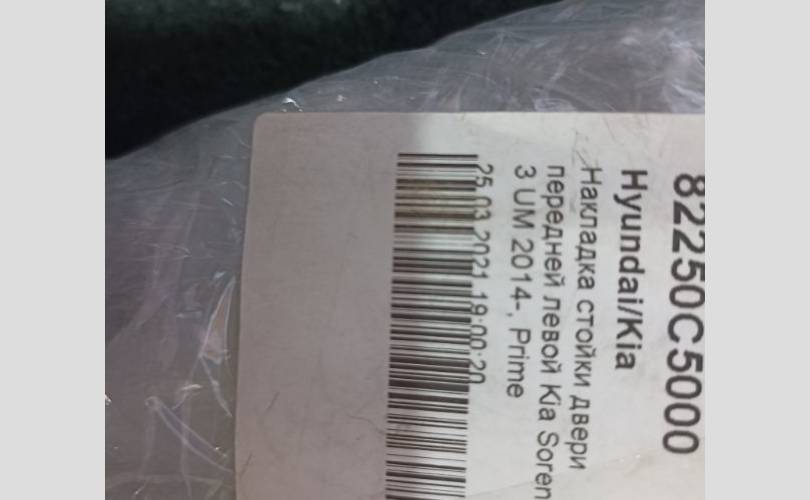 82250C5000
Hyundai/Kia
Накладка стойки двери
передней левой Kia Soren
3 UM 2014-, Prime
25.03.2021 19:00:20